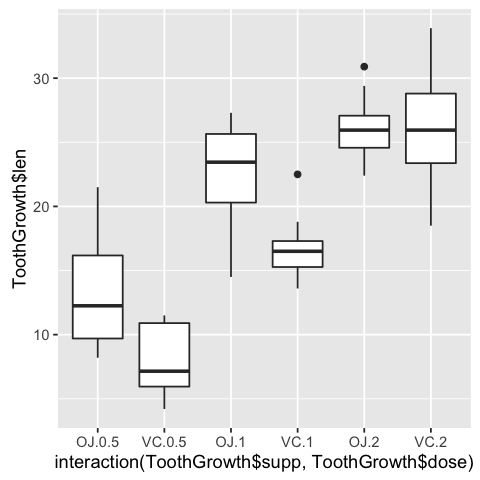 ToothGrowth$len
30
20
10
OJ.0.5 VC.0.5 OJ.1 VC.1 OJ.2 VC.2
interaction(ToothGrowth$supp, ToothGrowth$dose)